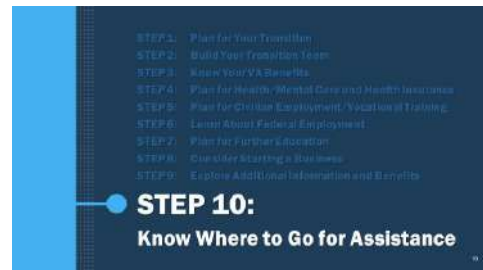 STEP 1: Plan for Your Transition
STEP 2: Build Your Transition Team
STEP 3: Know Your VA Benefits
STEP 4: Plan for Health/Mental Care and Health Insurance
STEP 5: Plan for Civilian Employment/Vocational Training
STEP 6: Learn About Federal Employment
STEP 7: Plan for Further Education
STEP 8: Consider Starting a Business
STEP 9: Explore Additional Information and Benefits
STEP 10:
Know Where to Go for Assistance